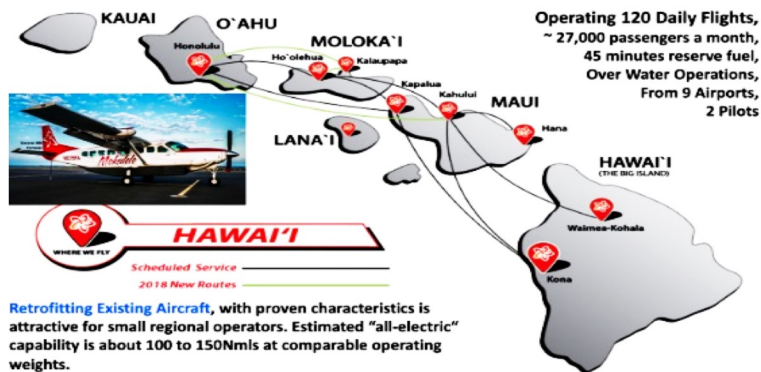 KAUAI
O`AHU
Honolulu
MOLOKA`I
Ho`olehua
Kalaupapa
Kapalua
Kahului
MAUI
Hana
LANA`I
HAWAI`I
(THE BIG ISLAND)
Waimea-Kohala
Kona
Operating 120 Daily Flights,
~ 27,000 passengers a month,
45 minutes reserve fuel,
Over Water Operations,
From 9 Airports,
2 Pilots
Mokulele
WHERE WE FLY
HAWAI‘I
Scheduled Service
2018 New Routes
Retrofitting Existing Aircraft, with proven characteristics is
attractive for small regional operators. Estimated “all-electric“
capability is about 100 to 150Nmls at comparable operating
weights.